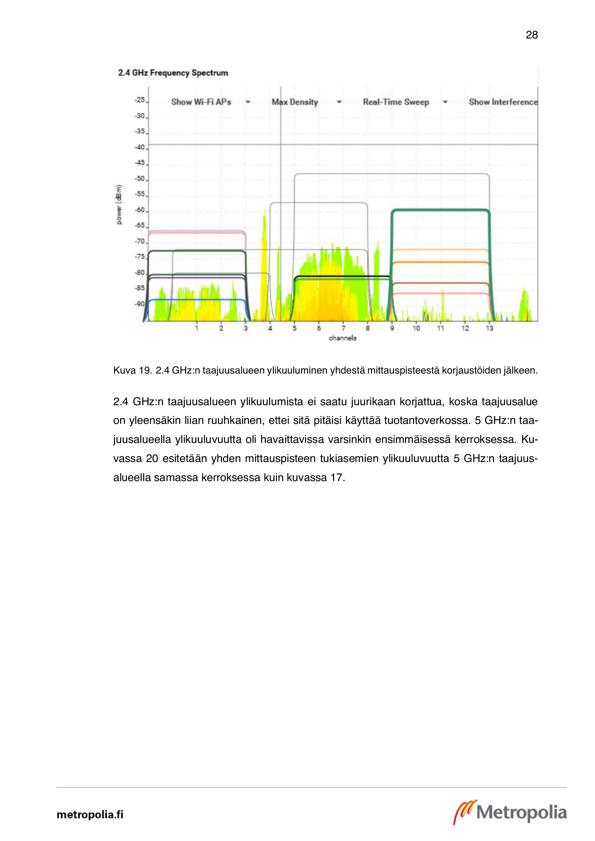 28
2.4 GHz Frequency Spectrum
Show Wi-Fi APs Max Density Real-Time Sweep Show Interference
-25
-30
-35
-40
-45
-50
-55
-60
-65
-70
-75
-80
-85
-90
power (dBm)
1 2 3 4 5 6 7 8 9 10 11 12 13
channels
Kuva 19. 2.4 GHz:n taajuusalueen ylikuuluminen yhdestä mittauspisteestä korjaustöiden jälkeen.
2.4 GHz:n taajuusalueen ylikuulumista ei saatu juurikaan korjattua, koska taajuusalue
on yleensäkin liian ruuhkainen, ettei sitä pitäisi käyttää tuotantoverkossa. 5 GHz:n taa-
juusalueella ylikuuluvuutta oli havaittavissa varsinkin ensimmäisessä kerroksessa. Ku-
vassa 20 esitetään yhden mittauspisteen tukiasemien ylikuuluvuutta 5 GHz:n taajuus-
alueella samassa kerroksessa kuin kuvassa 17.
metropolia.fi
Metropolia